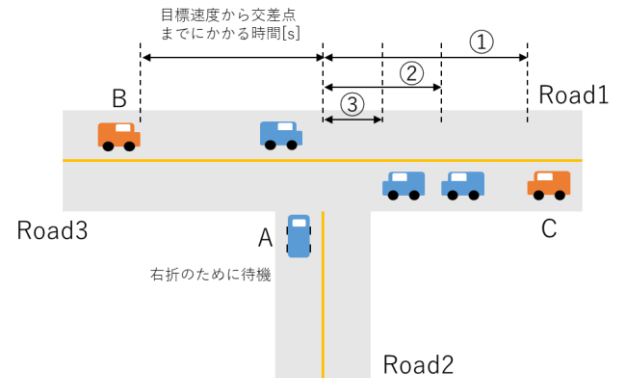 目標速度から交差点
までにかかる時間[s]
①
②
③
B
Road1
Road3
A
C
右折のために待機
Road2